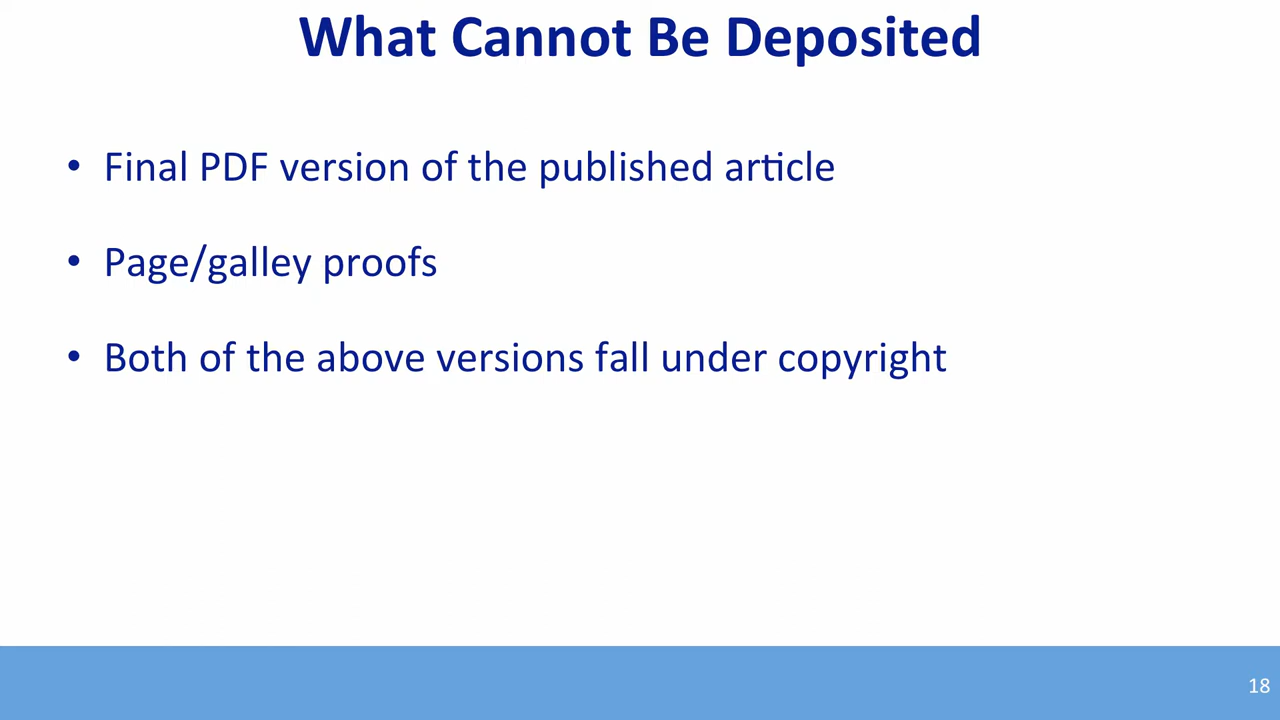 What Cannot Be Deposited
• Final PDF version of the published article
• Page/galley proofs
• Both of the above versions fall under copyright
18